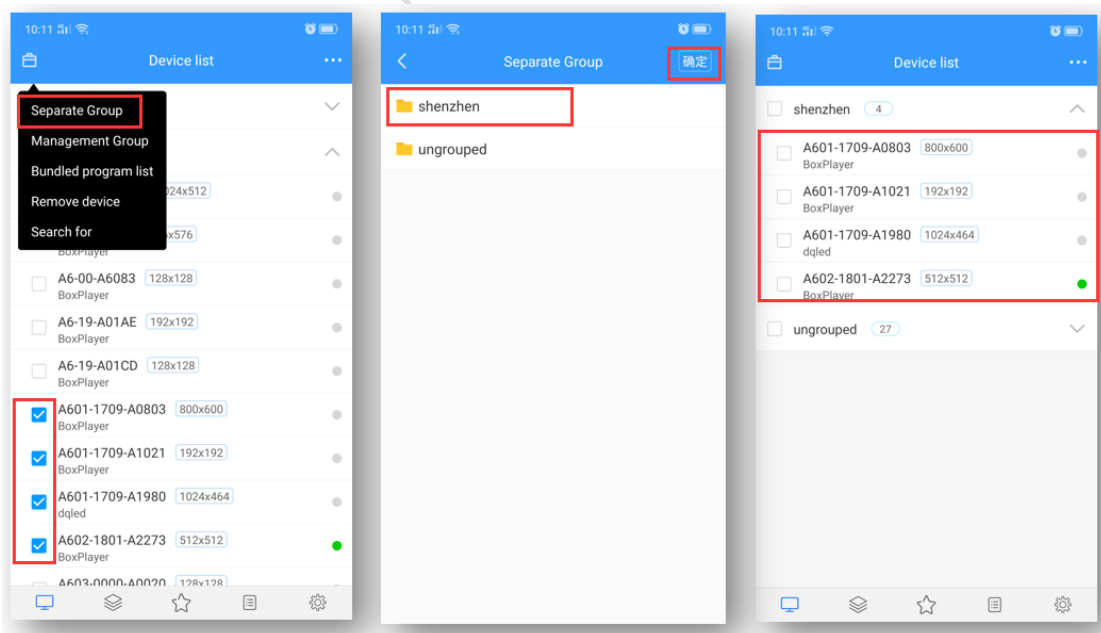 10:11
Device list
Separate Group
Management Group
Bundled program list
Remove device
Search for
024x512
x576
BoxPlayer
A6-00-A6083 128x128
BoxPlayer
A6-19-A01AE 192x192
BoxPlayer
A6-19-A01CD 128x128
BoxPlayer
A601-1709-A0803 800x600
BoxPlayer
A601-1709-A1021 192x192
BoxPlayer
A601-1709-A1980 1024x464
dqled
A602-1801-A2273 512x512
BoxPlayer
A603-0000-A0020 128x128
10:11
Separate Group 确定
shenzhen
ungrouped
10:11
Device list
shenzhen 4
A601-1709-A0803 800x600
BoxPlayer
A601-1709-A1021 192x192
BoxPlayer
A601-1709-A1980 1024x464
dqled
A602-1801-A2273 512x512
BoxPlayer
ungrouped 27